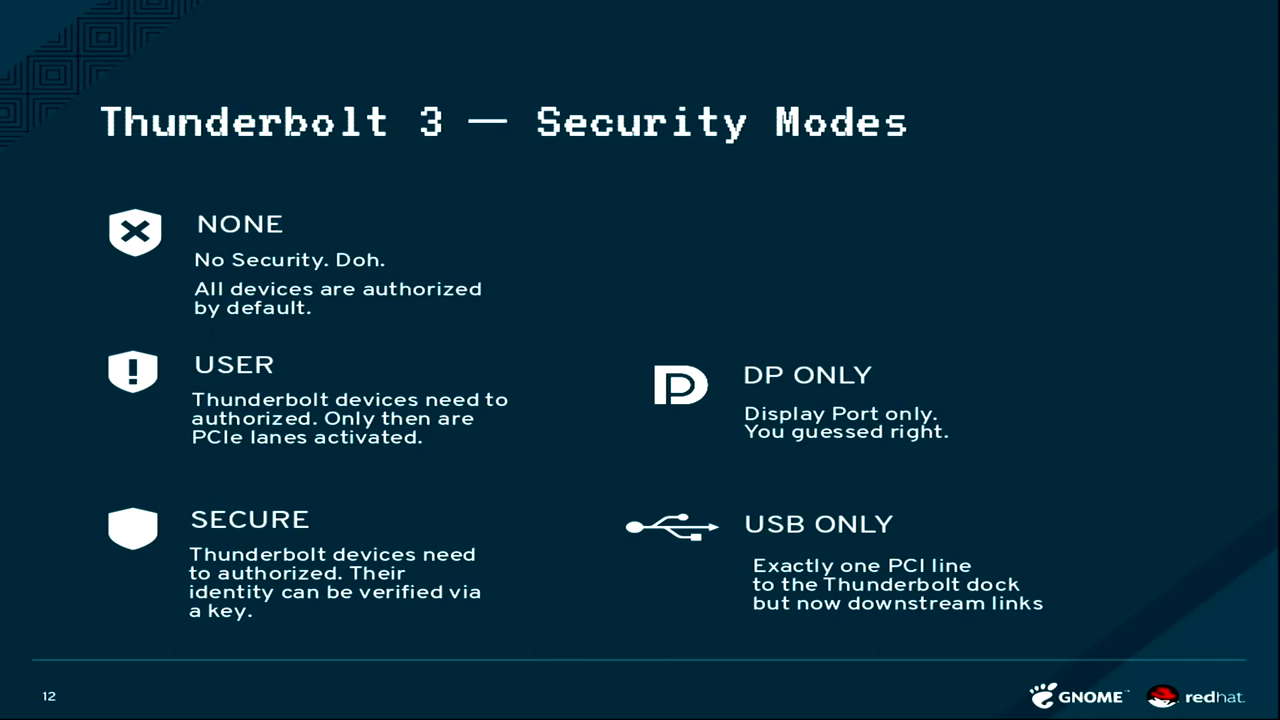 Thunderbolt 3 — Security Modes
NONE
No Security. Doh.
All devices are authorized
by default.
USER
Thunderbolt devices need to
authorized. Only then are
PCIe lanes activated.
SECURE
Thunderbolt devices need
to authorized. Their
identity can be verified via
a key.
DP ONLY
Display Port only.
You guessed right.
USB ONLY
Exactly one PCI line
to the Thunderbolt dock
but now downstream links
12
GNOME
redhat.